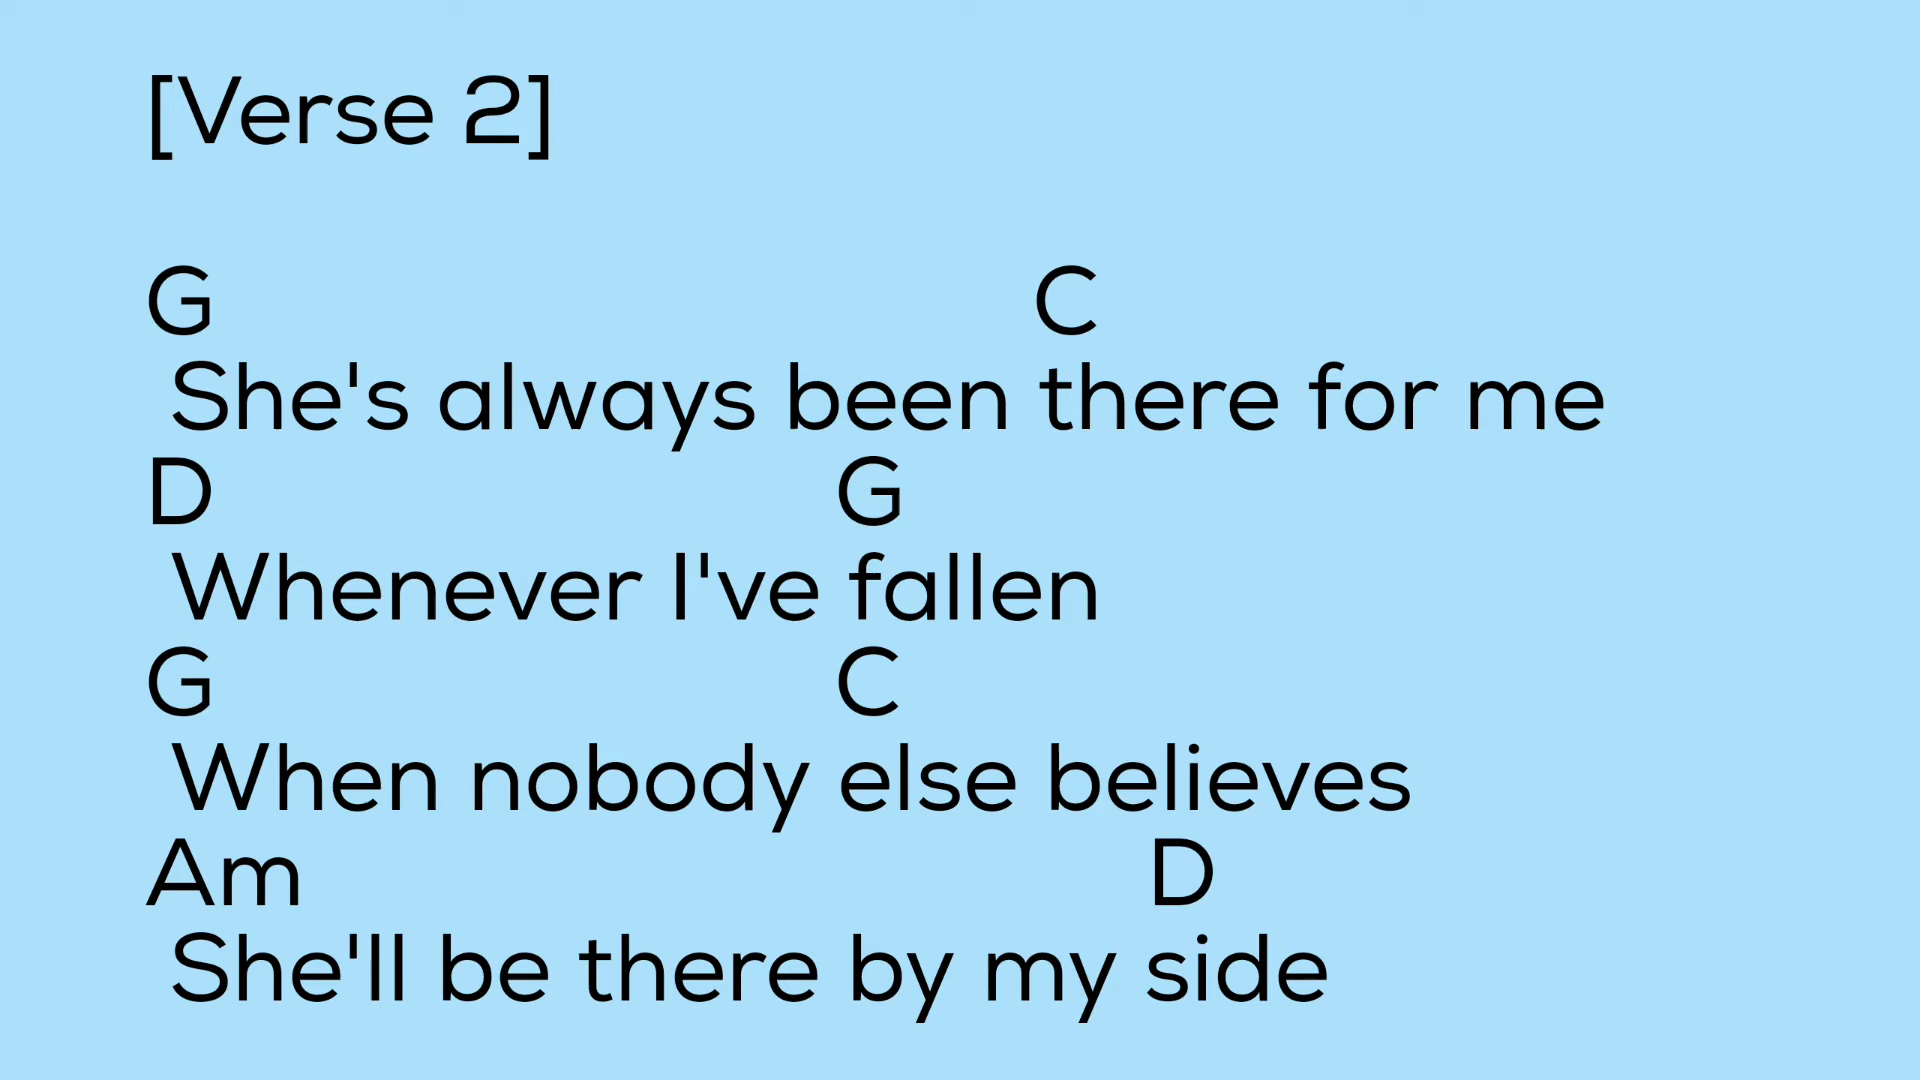 [Verse 2]
G C
She's always been there for me
D G
Whenever I've fallen
G C
When nobody else believes
Am D
She'll be there by my side